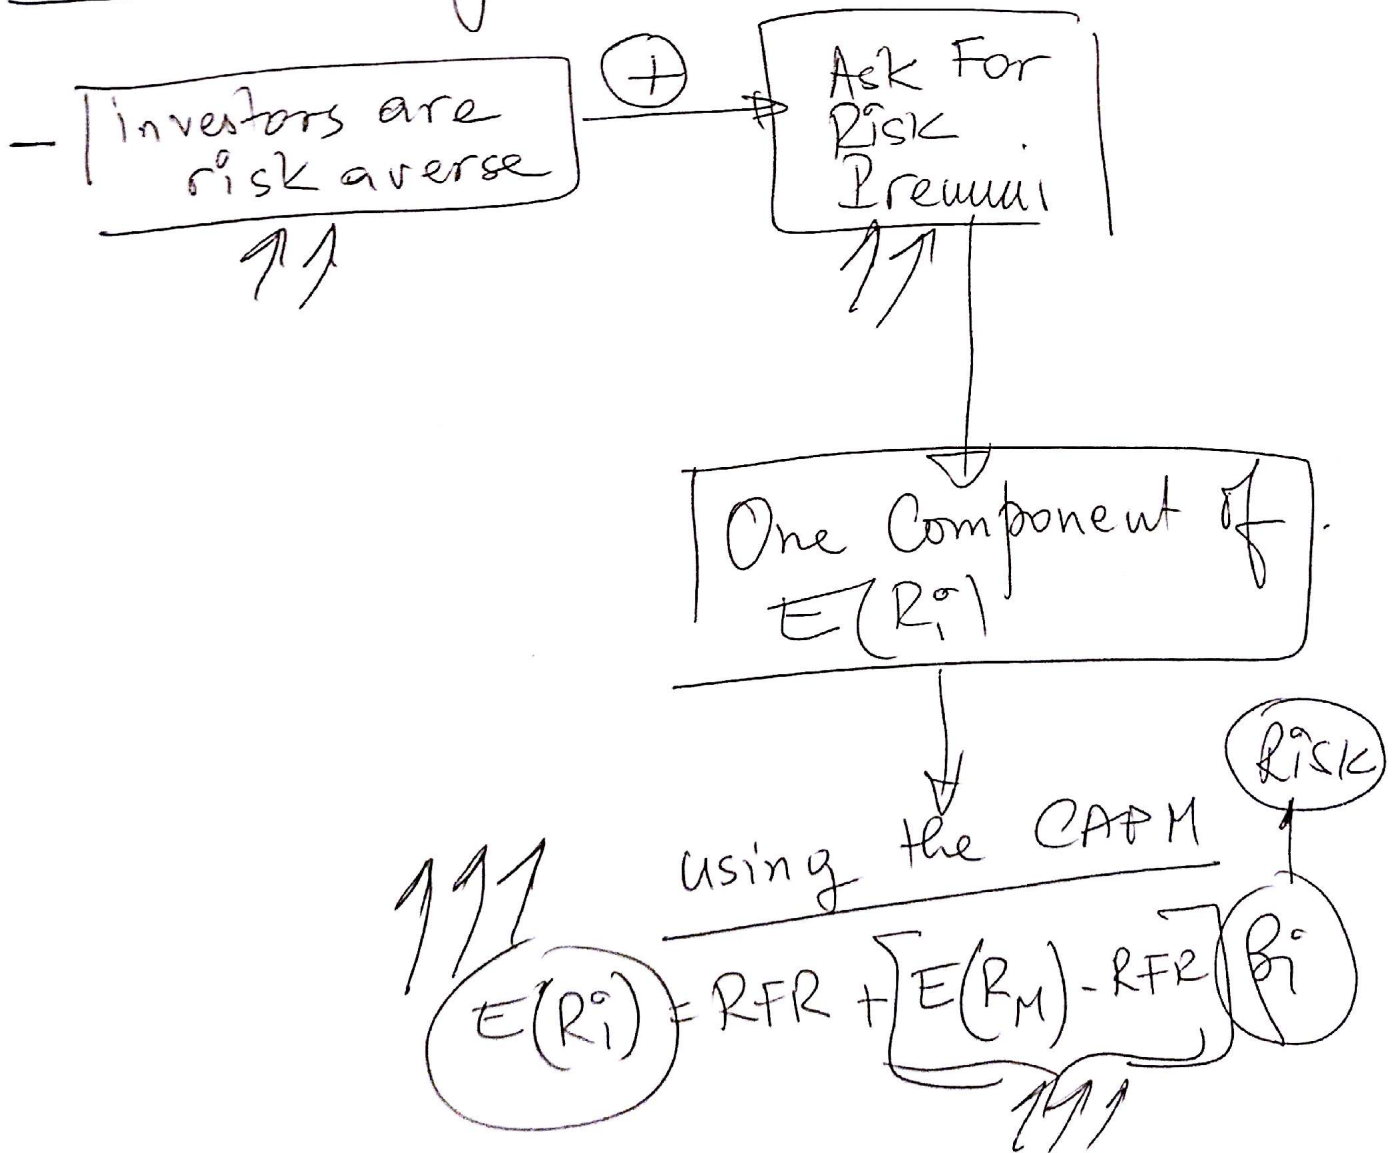 – investors are
risk averse
+
Ask For
Risk
Premium
One Component of
E(Ri)
using the CAPM
Risk
E(Ri) = RFR + [E(RM) - RFR] βi